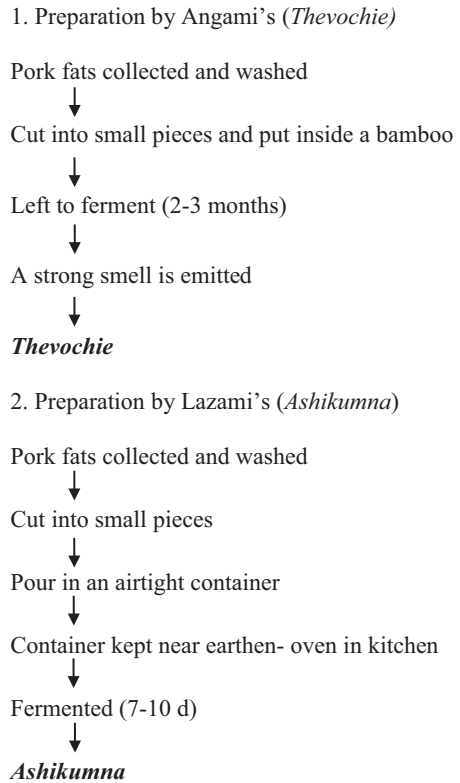 1. Preparation by Angami’s (Thevochie)
Pork fats collected and washed
Cut into small pieces and put inside a bamboo
Left to ferment (2-3 months)
A strong smell is emitted
Thevochie
2. Preparation by Lazami’s (Ashikumna)
Pork fats collected and washed
Cut into small pieces
Pour in an airtight container
Container kept near earthen- oven in kitchen
Fermented (7-10 d)
Ashikumna